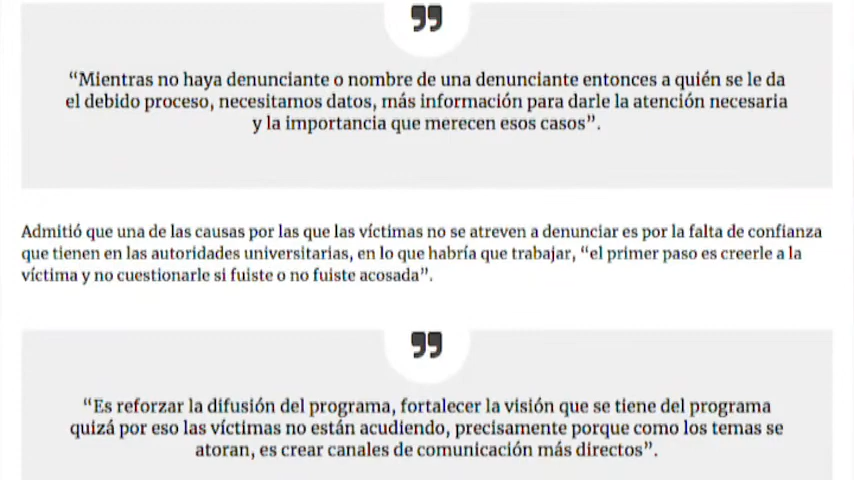 “Mientras no haya denunciante o nombre de una denunciante entonces a quién se le da
el debido proceso, necesitamos datos, más información para darle la atención necesaria
y la importancia que merecen esos casos”.
Admitió que una de las causas por las que las víctimas no se atreven a denunciar es por la falta de confianza
que tienen en las autoridades universitarias, en lo que habría que trabajar, “el primer paso es creerle a la
víctima y no cuestionarle si fuiste o no fuiste acosada”.
“Es reforzar la difusión del programa, fortalecer la visión que se tiene del programa
quizá por eso las víctimas no están acudiendo, precisamente porque como los temas se
atoran, es crear canales de comunicación más directos”.